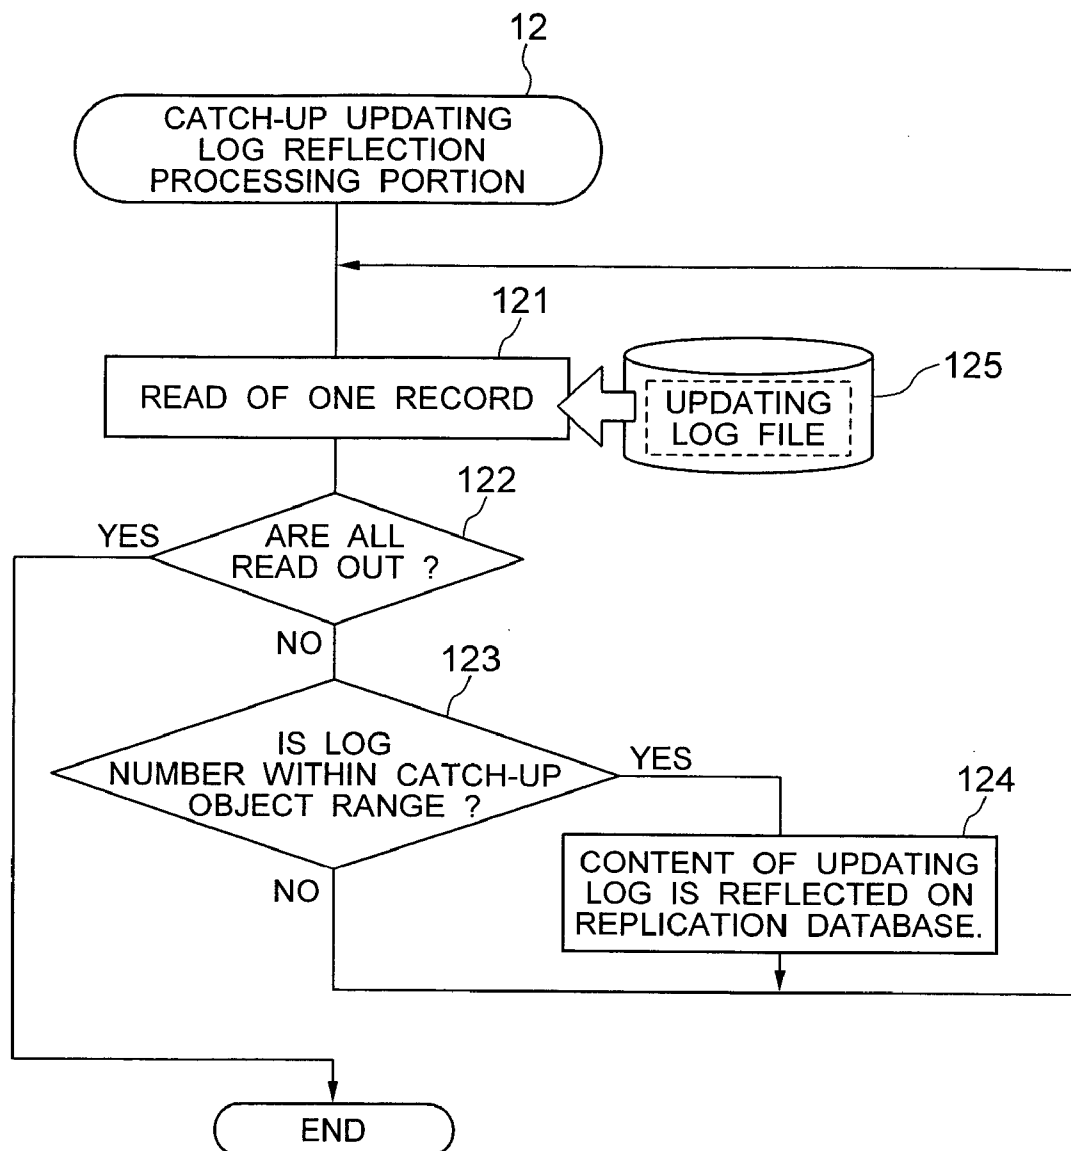 12
CATCH-UP UPDATING
LOG REFLECTION
PROCESSING PORTION
121
READ OF ONE RECORD
125
UPDATING
LOG FILE
122
YES
ARE ALL
READ OUT ?
NO
123
IS LOG
NUMBER WITHIN CATCH-UP
OBJECT RANGE ?
YES
NO
124
CONTENT OF UPDATING
LOG IS REFLECTED ON
REPLICATION DATABASE.
END